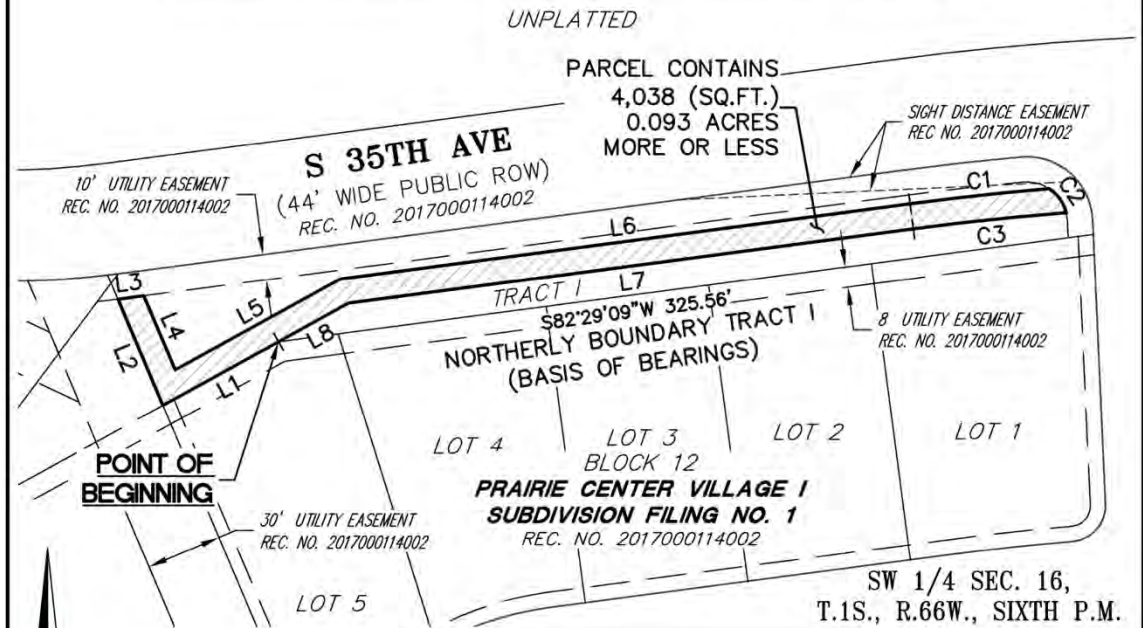 UNPLATTED
PARCEL CONTAINS
4,038 (SQ.FT.)
0.093 ACRES
MORE OR LESS
SIGHT DISTANCE EASEMENT
REC NO. 2017000114002
S 35TH AVE
(44' WIDE PUBLIC ROW)
REC. NO. 2017000114002
10' UTILITY EASEMENT
REC. NO. 2017000114002
C1
C2
L6
C3
L3
L4
L5
L7
TRACT I
L2
L8
L1
S82°29'09"W 325.56'
NORTHERLY BOUNDARY TRACT I
(BASIS OF BEARINGS)
8 UTILITY EASEMENT
REC. NO. 2017000114002
LOT 4
LOT 3
LOT 2
LOT 1
BLOCK 12
POINT OF
BEGINNING
PRAIRIE CENTER VILLAGE I
SUBDIVISION FILING NO. 1
REC. NO. 2017000114002
30' UTILITY EASEMENT
REC. NO. 2017000114002
LOT 5
SW 1/4 SEC. 16,
T.1S., R.66W., SIXTH P.M.